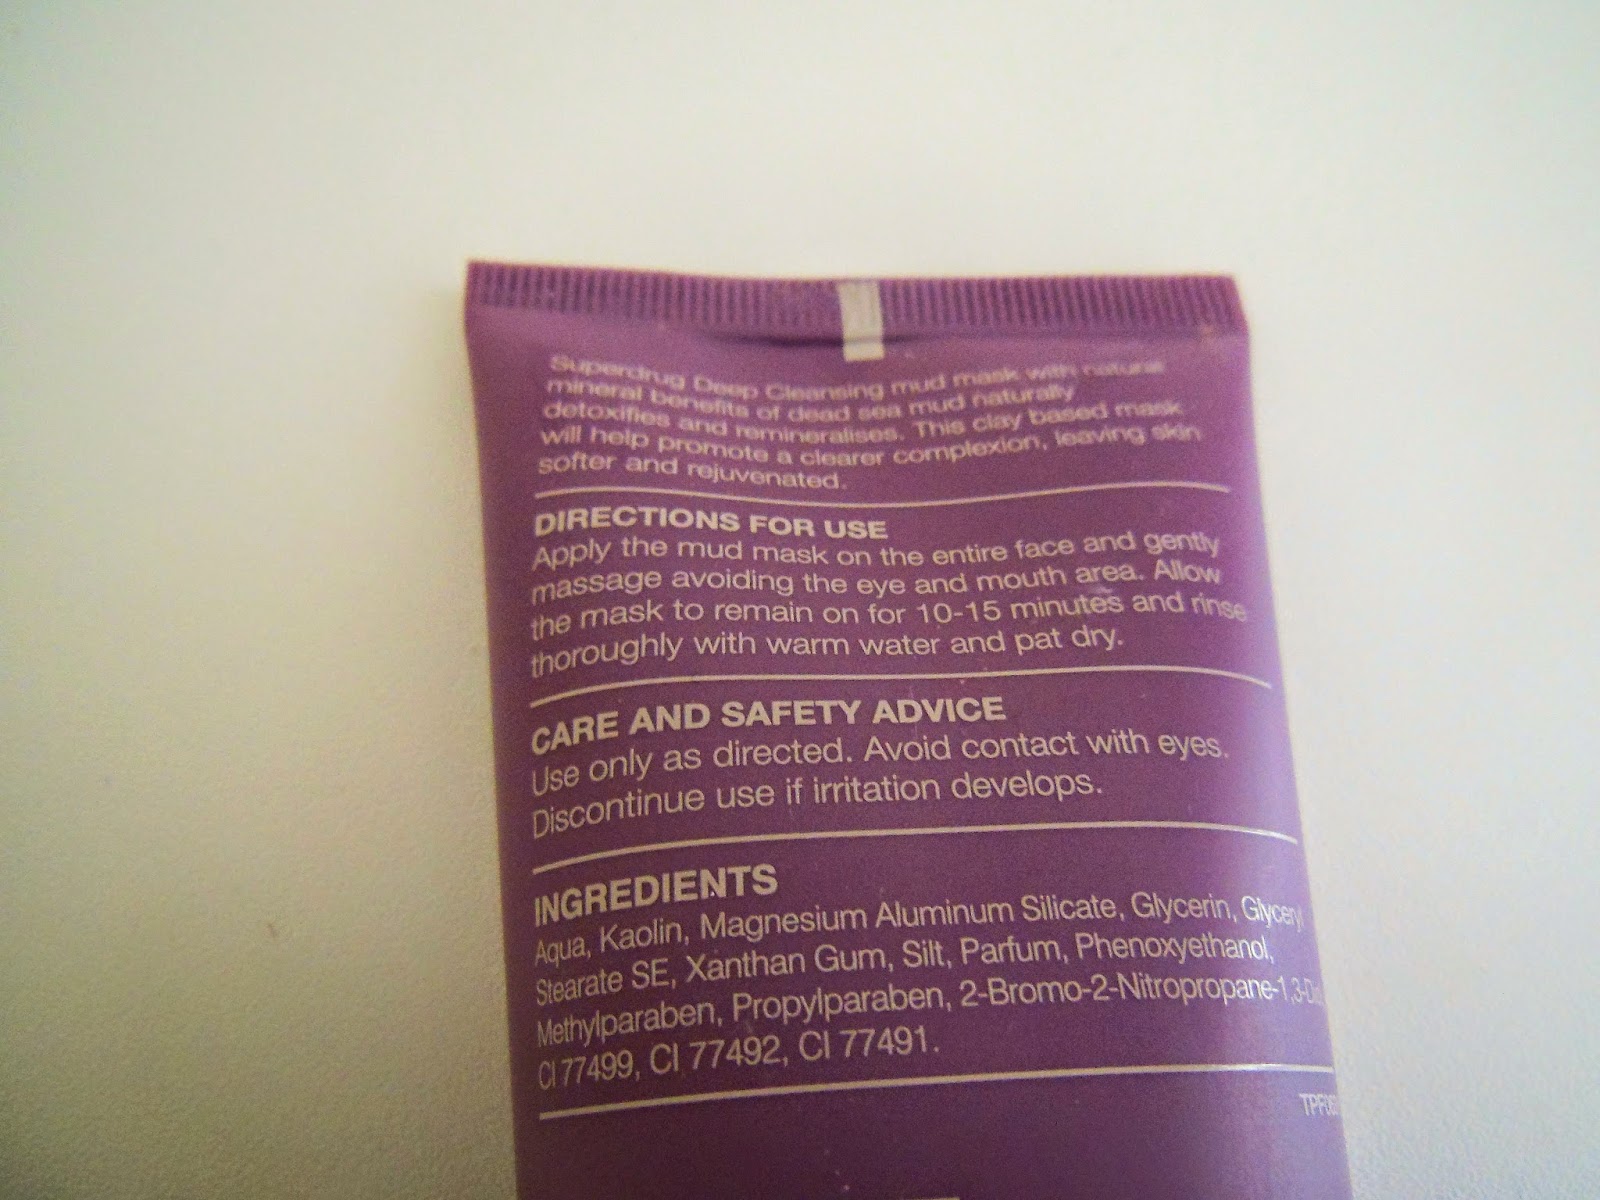 Superdrug Deep Cleansing mud mask with natural
mineral benefits of dead sea mud naturally
detoxifies and remineralises. This clay based mask
will help promote a clearer complexion, leaving skin
softer and rejuvenated.
DIRECTIONS FOR USE
Apply the mud mask on the entire face and gently
massage avoiding the eye and mouth area. Allow
the mask to remain on for 10-15 minutes and rinse
thoroughly with warm water and pat dry.
CARE AND SAFETY ADVICE
Use only as directed. Avoid contact with eyes.
Discontinue use if irritation develops.
INGREDIENTS
Aqua, Kaolin, Magnesium Aluminum Silicate, Glycerin, Glyceryl
Stearate SE, Xanthan Gum, Silt, Parfum, Phenoxyethanol,
Methylparaben, Propylparaben, 2-Bromo-2-Nitropropane-1,3-
CI 77499, CI 77492, CI 77491.